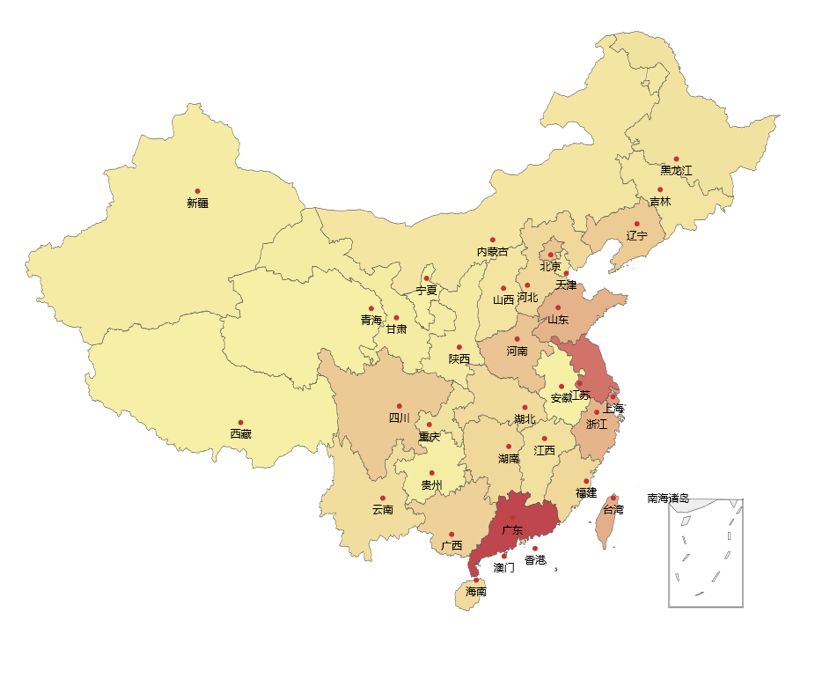 黑龙江
新疆
吉林
辽宁
内蒙古
北京
天津
宁夏
山西
河北
青海
甘肃
山东
河南
陕西
安徽
江苏
上海
四川
湖北
浙江
西藏
重庆
江西
湖南
贵州
福建
南海诸岛
云南
台湾
广东
广西
香港
澳门
海南